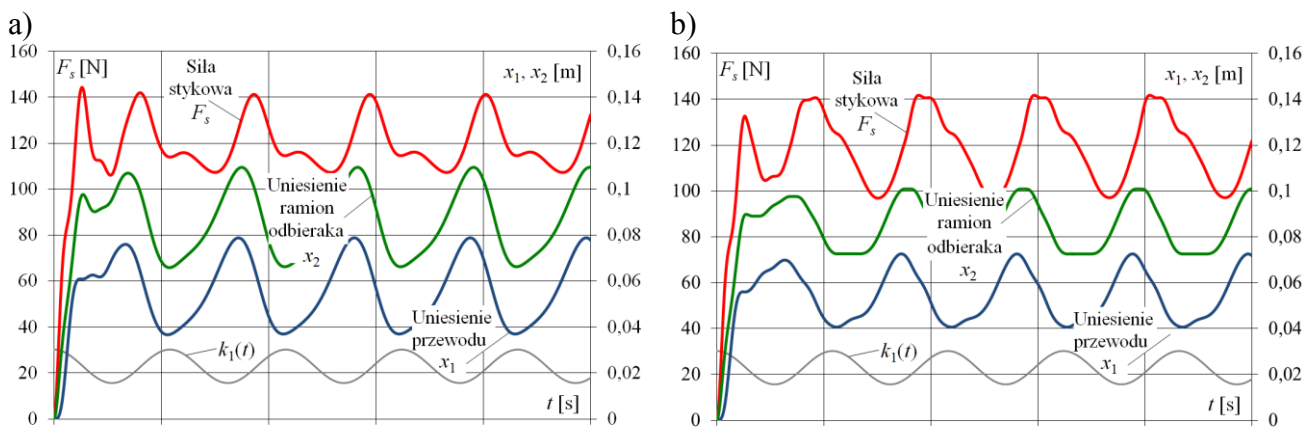 a)
160
140
120
100
80
60
40
20
0
F_s [N]
Siła
stykowa
F_s
x_1, x_2 [m]
Uniesienie
ramion
odbieraka
x_2
Uniesienie
przewodu
x_1
k_1(t)
t [s]
0,16
0,14
0,12
0,1
0,08
0,06
0,04
0,02
0
b)
160
140
120
100
80
60
40
20
0
F_s [N]
Siła
stykowa
F_s
x_1, x_2 [m]
Uniesienie
ramion
odbieraka
x_2
Uniesienie
przewodu
x_1
k_1(t)
t [s]
0,16
0,14
0,12
0,1
0,08
0,06
0,04
0,02
0